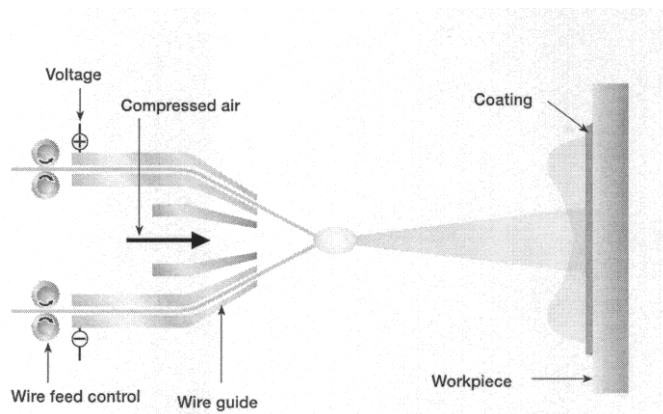 Voltage
Compressed air
Coating
+
−
Wire feed control
Wire guide
Workpiece